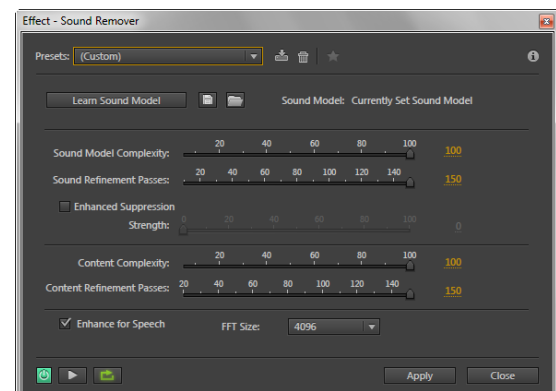 Effect - Sound Remover
Presets: (Custom)
Learn Sound Model Sound Model: Currently Set Sound Model
20 40 60 80 100
Sound Model Complexity: 100
20 40 60 80 100 120 140
Sound Refinement Passes: 150
Enhanced Suppression
0 20 40 60 80 100
Strength: 0
20 40 60 80 100
Content Complexity: 100
20 40 60 80 100 120 140
Content Refinement Passes: 150
Enhance for Speech FFT Size: 4096
Apply Close